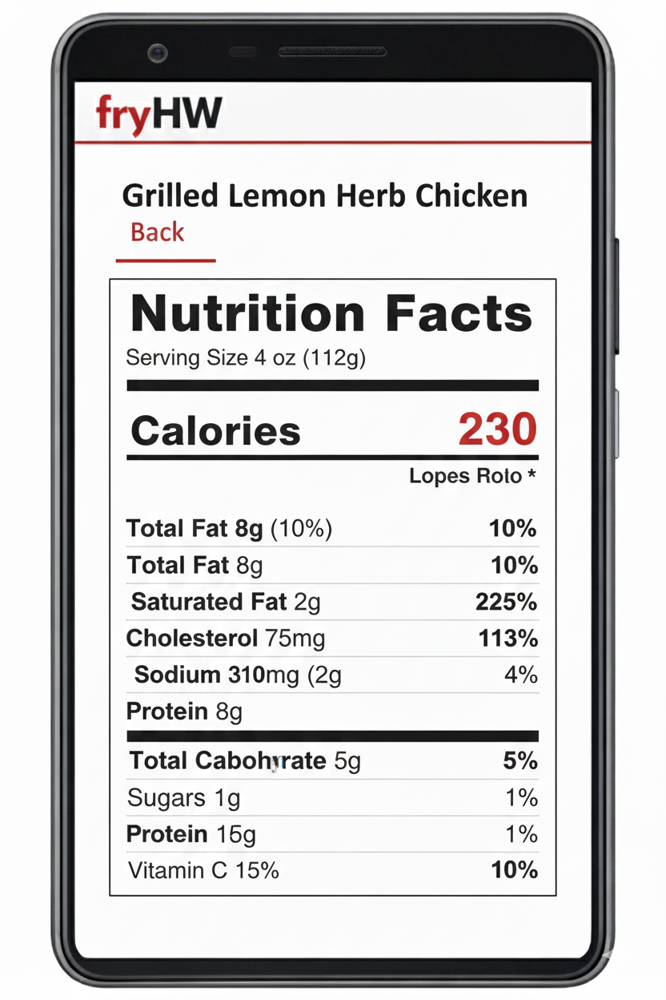 fryHW
Grilled Lemon Herb Chicken
Back
Nutrition Facts
Serving Size 4 oz (112g)
Calories 230
Lopes Roto *
Total Fat 8g (10%) 10%
Total Fat 8g 10%
Saturated Fat 2g 225%
Cholesterol 75mg 113%
Sodium 310mg (2g 4%
Protein 8g
Total 5g 5%
Sugars 1g 1%
Protein 15g 1%
Vitamin C 15% 10%